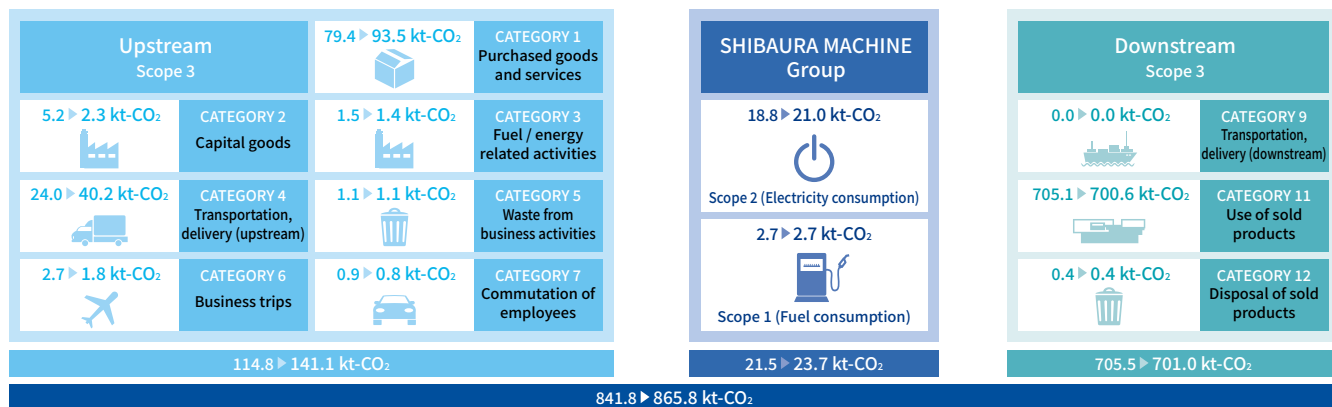 Upstream
Scope 3
79.4 ▶ 93.5 kt-CO₂
CATEGORY 1
Purchased goods
and services
5.2 ▶ 2.3 kt-CO₂
CATEGORY 2
Capital goods
1.5 ▶ 1.4 kt-CO₂
CATEGORY 3
Fuel / energy
related activities
24.0 ▶ 40.2 kt-CO₂
CATEGORY 4
Transportation,
delivery (upstream)
1.1 ▶ 1.1 kt-CO₂
CATEGORY 5
Waste from
business activities
2.7 ▶ 1.8 kt-CO₂
CATEGORY 6
Business trips
0.9 ▶ 0.8 kt-CO₂
CATEGORY 7
Commutation of
employees
114.8 ▶ 141.1 kt-CO₂
SHIBAURA MACHINE
Group
18.8 ▶ 21.0 kt-CO₂
Scope 2 (Electricity consumption)
2.7 ▶ 2.7 kt-CO₂
Scope 1 (Fuel consumption)
21.5 ▶ 23.7 kt-CO₂
Downstream
Scope 3
0.0 ▶ 0.0 kt-CO₂
CATEGORY 9
Transportation,
delivery (downstream)
705.1 ▶ 700.6 kt-CO₂
CATEGORY 11
Use of sold
products
0.4 ▶ 0.4 kt-CO₂
CATEGORY 12
Disposal of sold
products
705.5 ▶ 701.0 kt-CO₂
841.8 ▶ 865.8 kt-CO₂